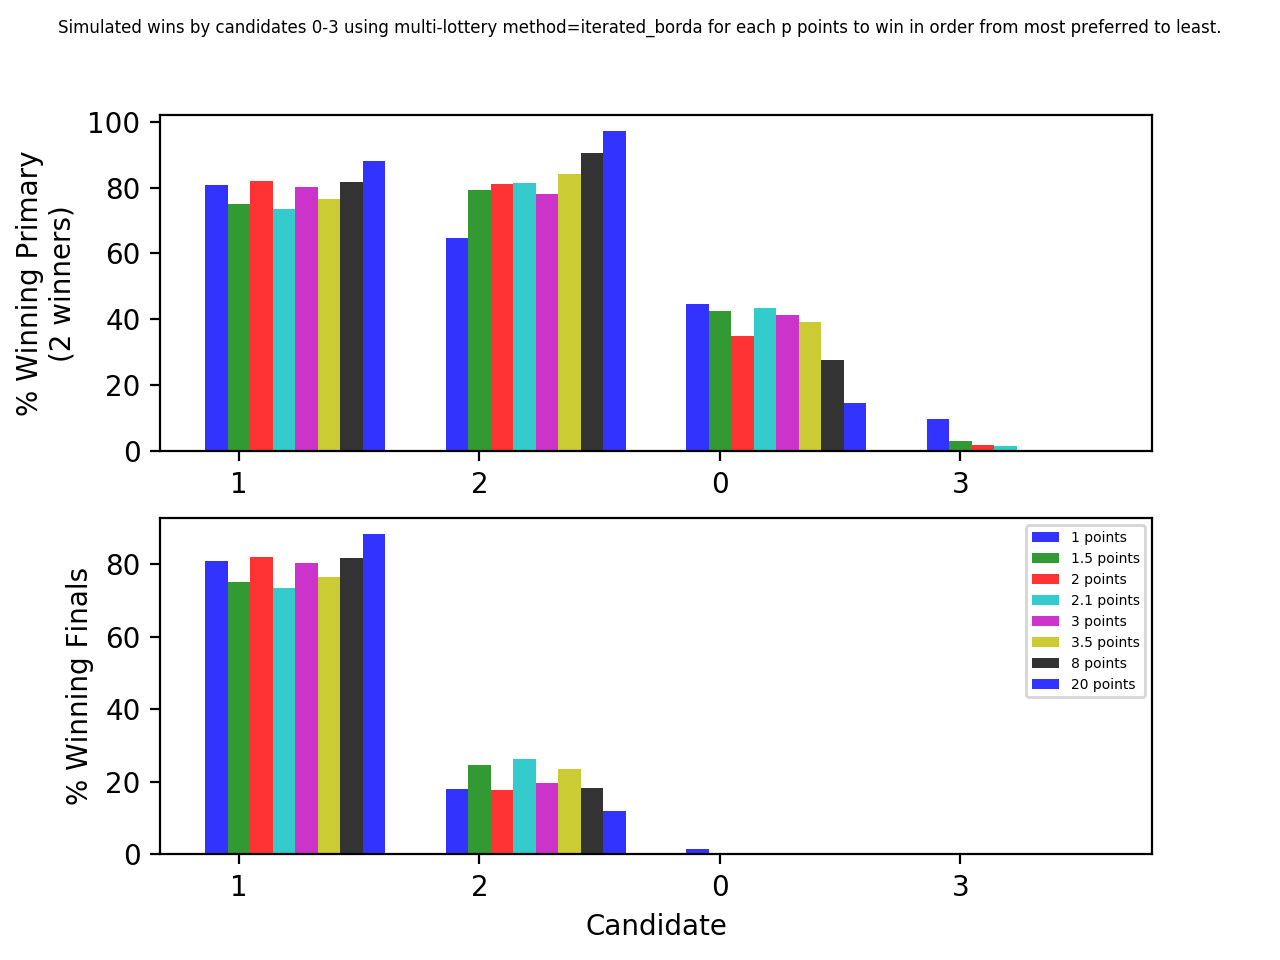 Simulated wins by candidates 0-3 using multi-lottery method=iterated_borda for each p points to win in order from most preferred to least.
% Winning Primary
(2 winners)
100
80
60
40
20
0
1
2
0
3
% Winning Finals
80
60
40
20
0
1 points
1.5 points
2 points
2.1 points
3 points
3.5 points
8 points
20 points
1
2
0
3
Candidate